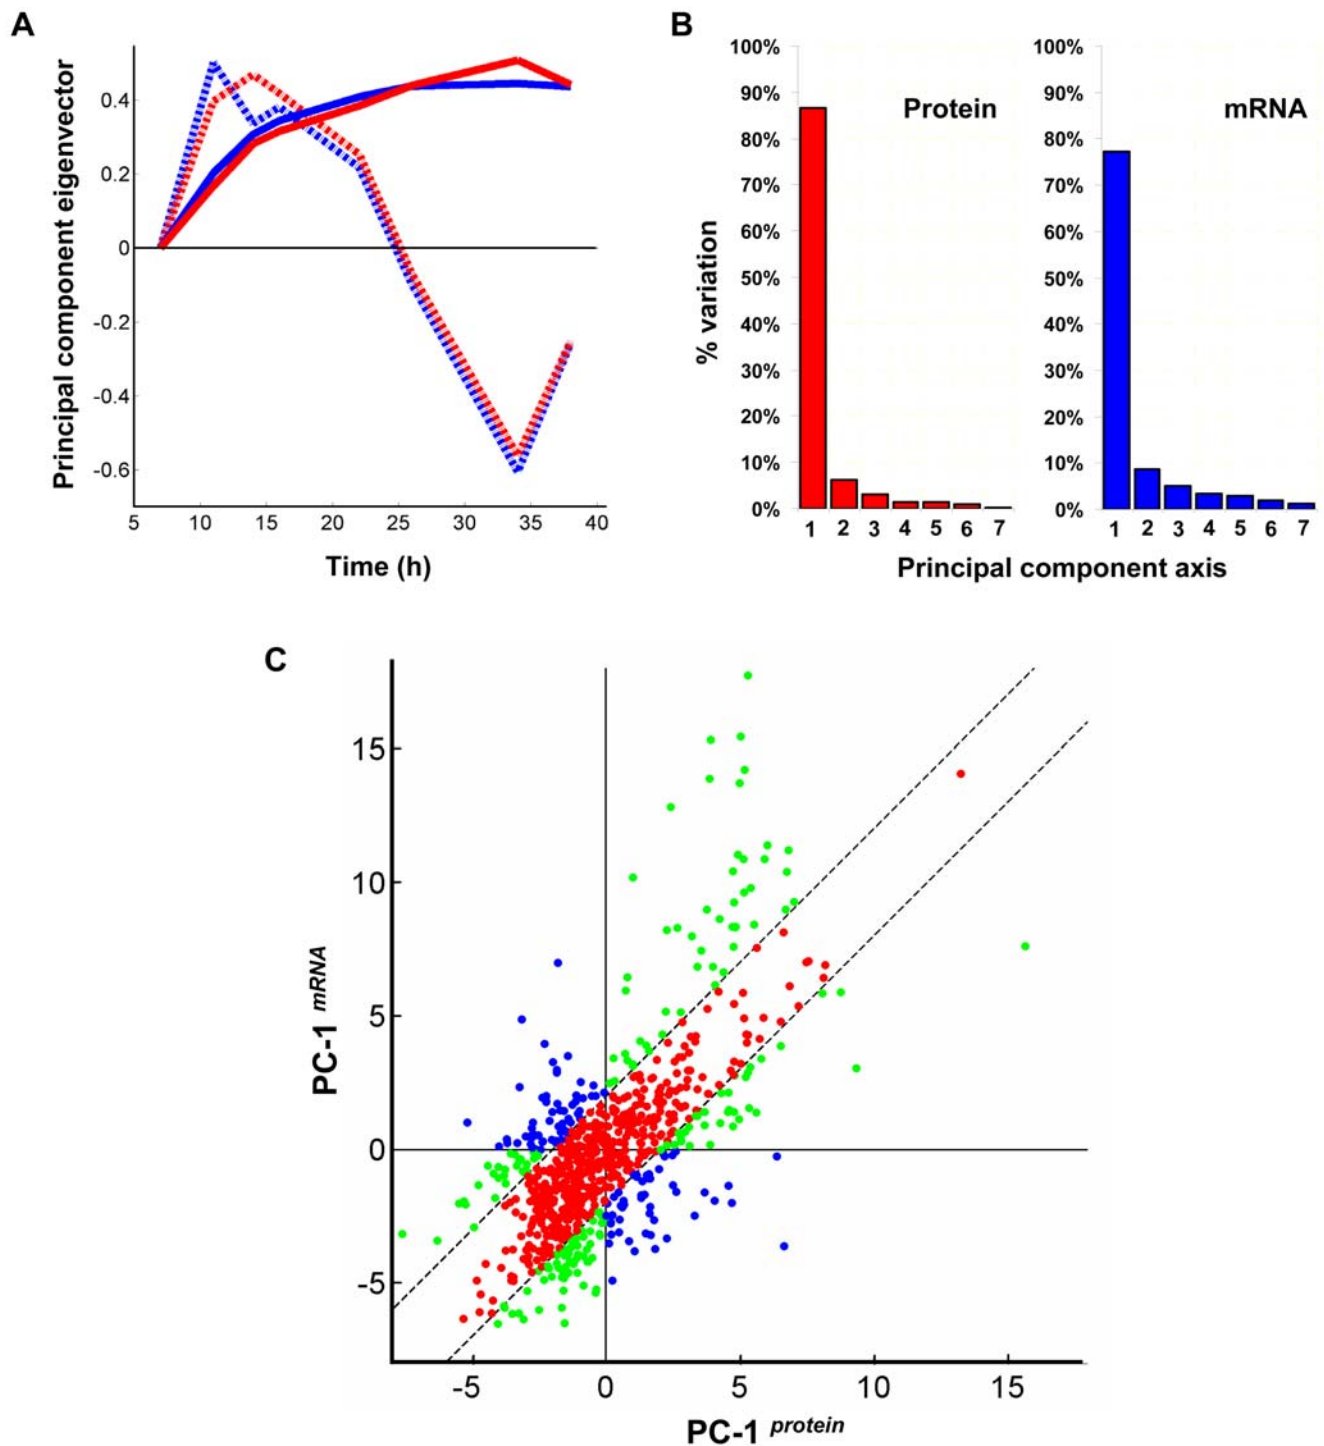 A
Principal component eigenvector
0.4
0.2
0
-0.2
-0.4
-0.6
5 10 15 20 25 30 35 40
Time (h)
B
% variation
100%
90%
80%
70%
60%
50%
40%
30%
20%
10%
0%
Protein
1 2 3 4 5 6 7
100%
90%
80%
70%
60%
50%
40%
30%
20%
10%
0%
mRNA
1 2 3 4 5 6 7
Principal component axis
C
PC-1 mRNA
15
10
5
0
-5
-5 0 5 10 15
PC-1 protein